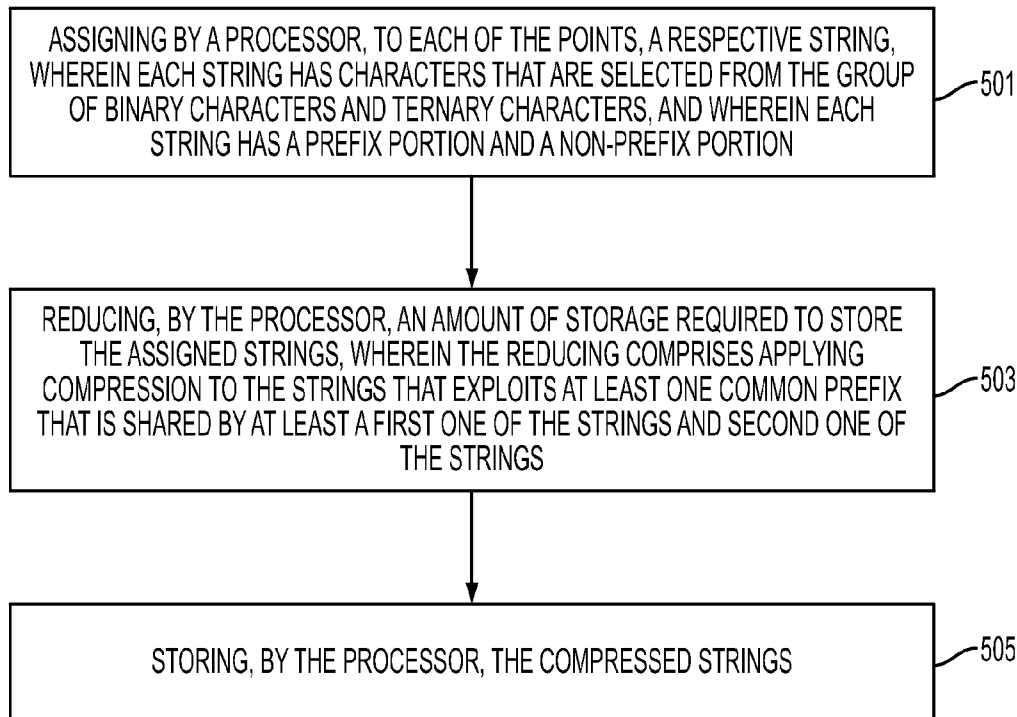 ASSIGNING BY A PROCESSOR, TO EACH OF THE POINTS, A RESPECTIVE STRING,
WHEREIN EACH STRING HAS CHARACTERS THAT ARE SELECTED FROM THE GROUP
OF BINARY CHARACTERS AND TERNARY CHARACTERS, AND WHEREIN EACH
STRING HAS A PREFIX PORTION AND A NON-PREFIX PORTION
501
REDUCING, BY THE PROCESSOR, AN AMOUNT OF STORAGE REQUIRED TO STORE
THE ASSIGNED STRINGS, WHEREIN THE REDUCING COMPRISES APPLYING
COMPRESSION TO THE STRINGS THAT EXPLOITS AT LEAST ONE COMMON PREFIX
THAT IS SHARED BY AT LEAST A FIRST ONE OF THE STRINGS AND SECOND ONE OF
THE STRINGS
503
STORING, BY THE PROCESSOR, THE COMPRESSED STRINGS
505